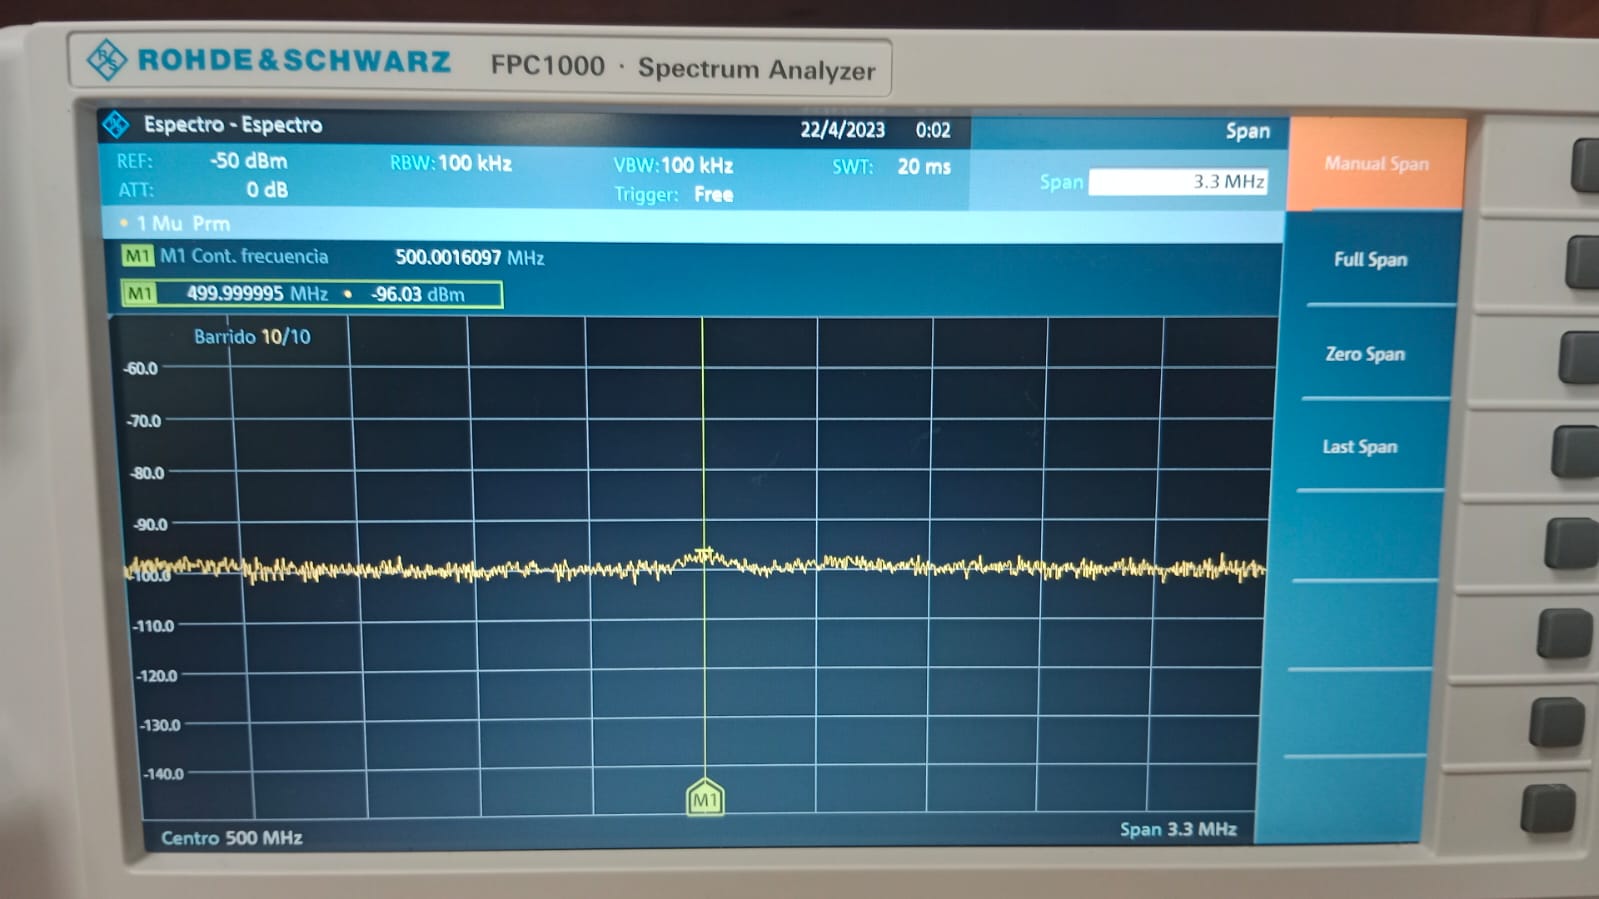 ROHDE&SCHWARZ FPC1000 · Spectrum Analyzer
Espectro - Espectro 22/4/2023 0:02 Span
REF: -50 dBm RBW: 100 kHz VBW: 100 kHz SWT: 20 ms
ATT: 0 dB Trigger: Free
Span 3.3 MHz
• 1 Mu Prm
M1 M1 Cont. frecuencia 500.0016097 MHz
M1 499.999995 MHz • -96.03 dBm
Barrido 10/10
-60.0
-70.0
-80.0
-90.0
-100.0
-110.0
-120.0
-130.0
-140.0
M1
Centro 500 MHz Span 3.3 MHz
Manual Span
Full Span
Zero Span
Last Span